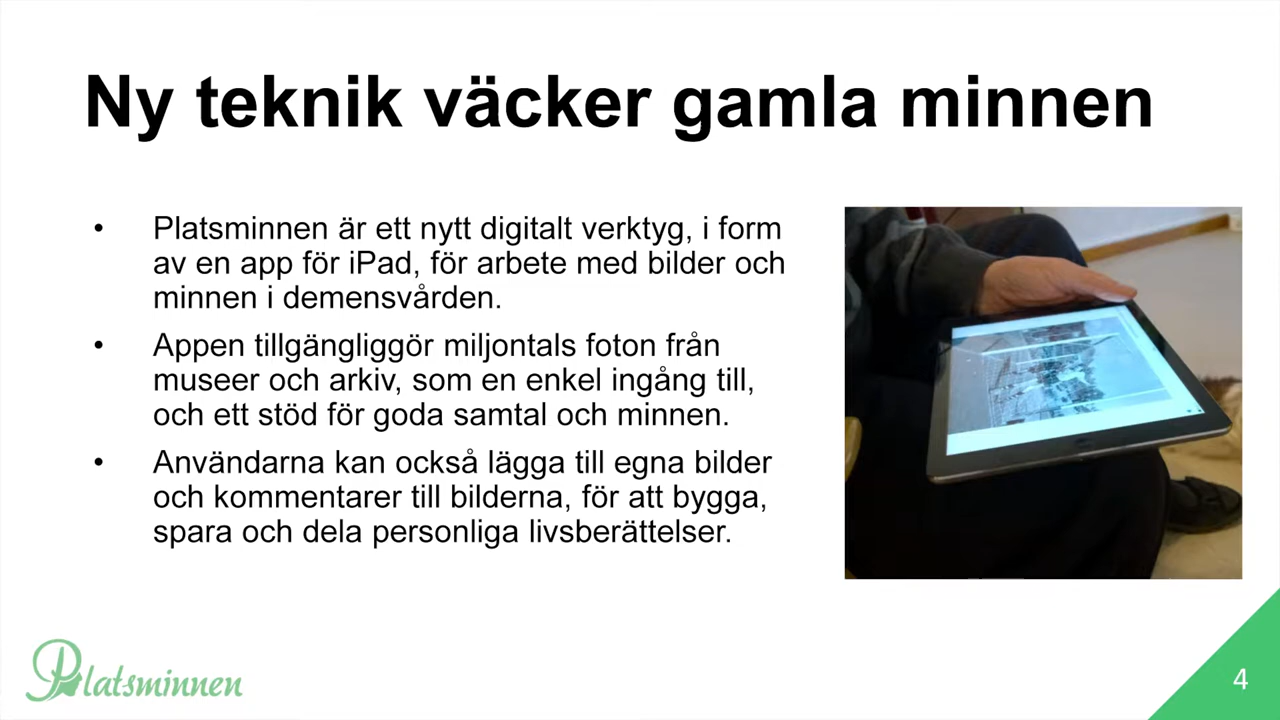 Ny teknik väcker gamla minnen
• Platsminnen är ett nytt digitalt verktyg, i form
av en app för iPad, för arbete med bilder och
minnen i demensvården.
• Appen tillgängliggör miljontals foton från
museer och arkiv, som en enkel ingång till,
och ett stöd för goda samtal och minnen.
• Användarna kan också lägga till egna bilder
och kommentarer till bilderna, för att bygga,
spara och dela personliga livsberättelser.
Platsminnen
4